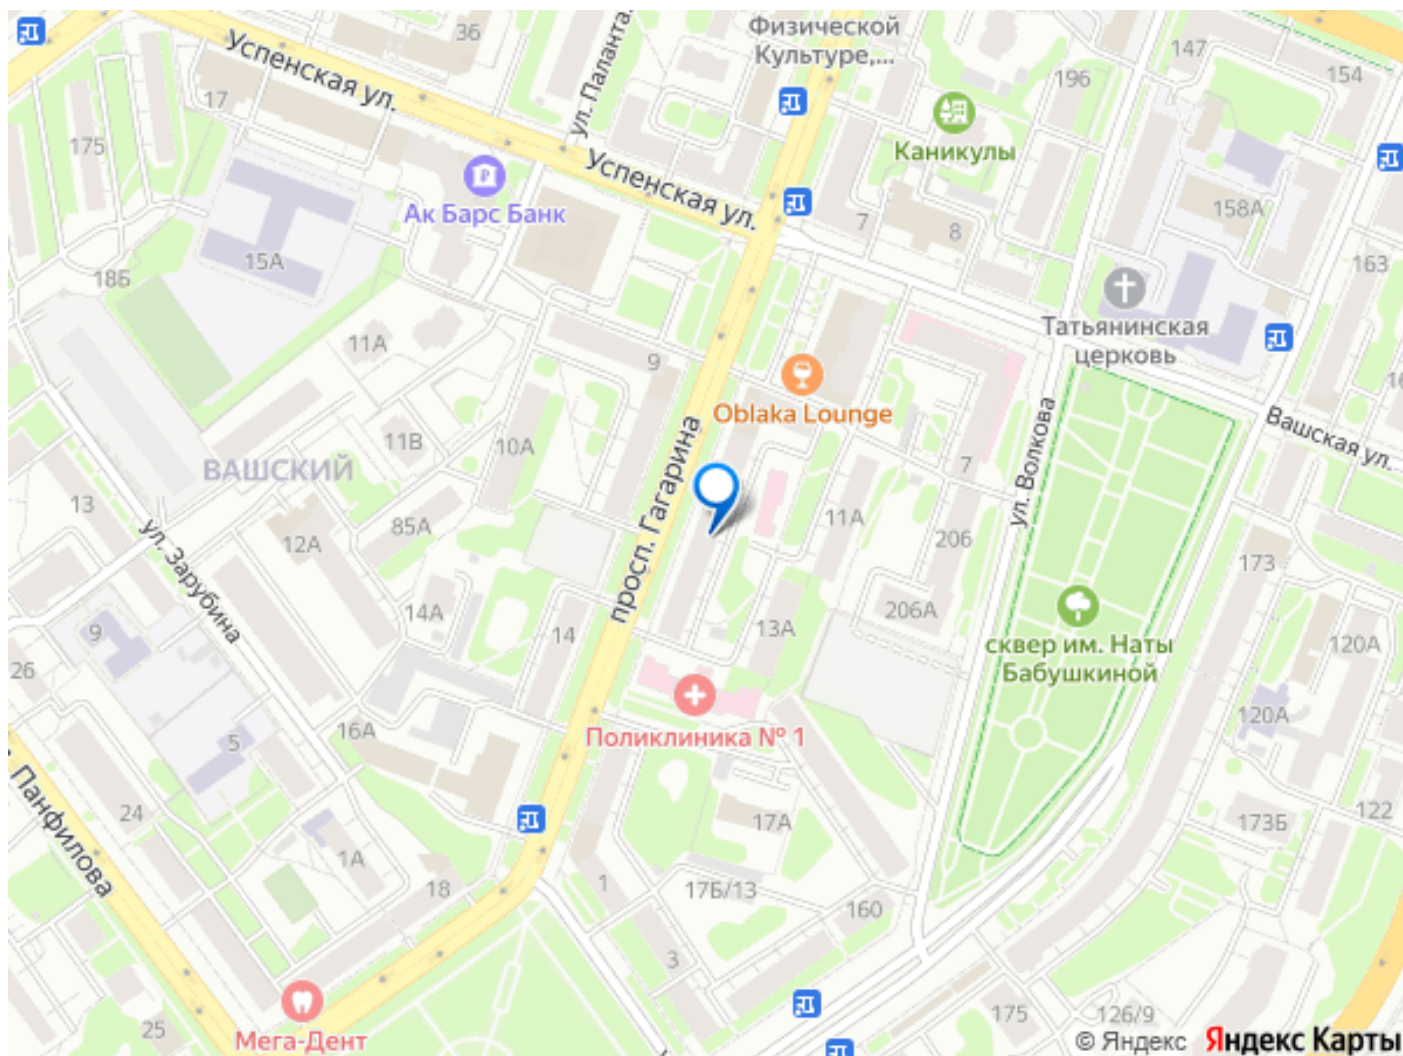 36
Физической
Культуре,...
147
154
196
Успенская ул.
ул. Паланта.
17
175
Каникулы
Успенская ул.
Ак Барс Банк
7
8
158А
15А
18Б
163
Татьянинская
церковь
11А
9
Oblaka Lounge
16
Вашская ул.
ул. Волкова
11В
10А
ВАШСКИЙ
просп. Гагарина
7
13
85А
12А
11А
206
173
ул. Зарубина
14А
14
13А
206А
9
26
сквер им. Наты
Бабушкиной
120А
16А
5
Поликлиника № 1
120А
Панфилова
24
17А
173Б
122
1А
18
1
17Б/13
160
3
25
Мега-Дент
175
126/9
© Яндекс Яндекс Карты